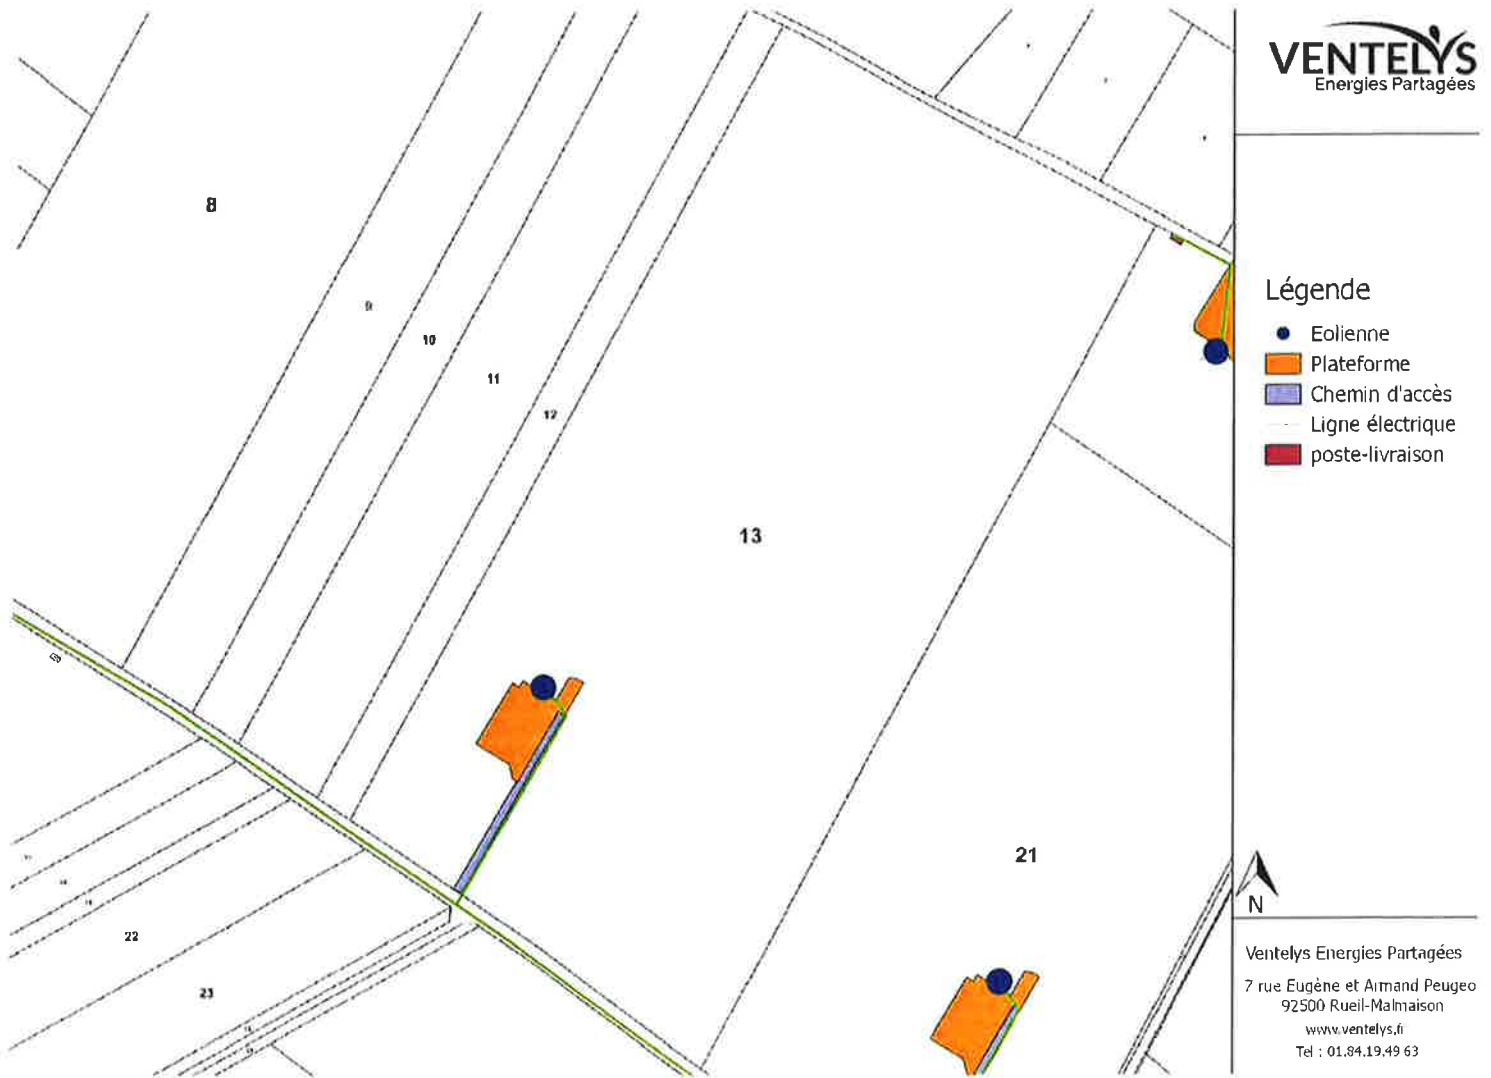 VENTELYS
Energies Partagées
Légende
Eolienne
Plateforme
Chemin d'accès
Ligne électrique
poste-livraison
N
Ventelys Energies Partagées
7 rue Eugène et Armand Peugeo
92500 Rueil-Malmaison
www.ventelys.fr
Tel : 01.84.19.49 63
8
9
10
11
12
13
21
22
23